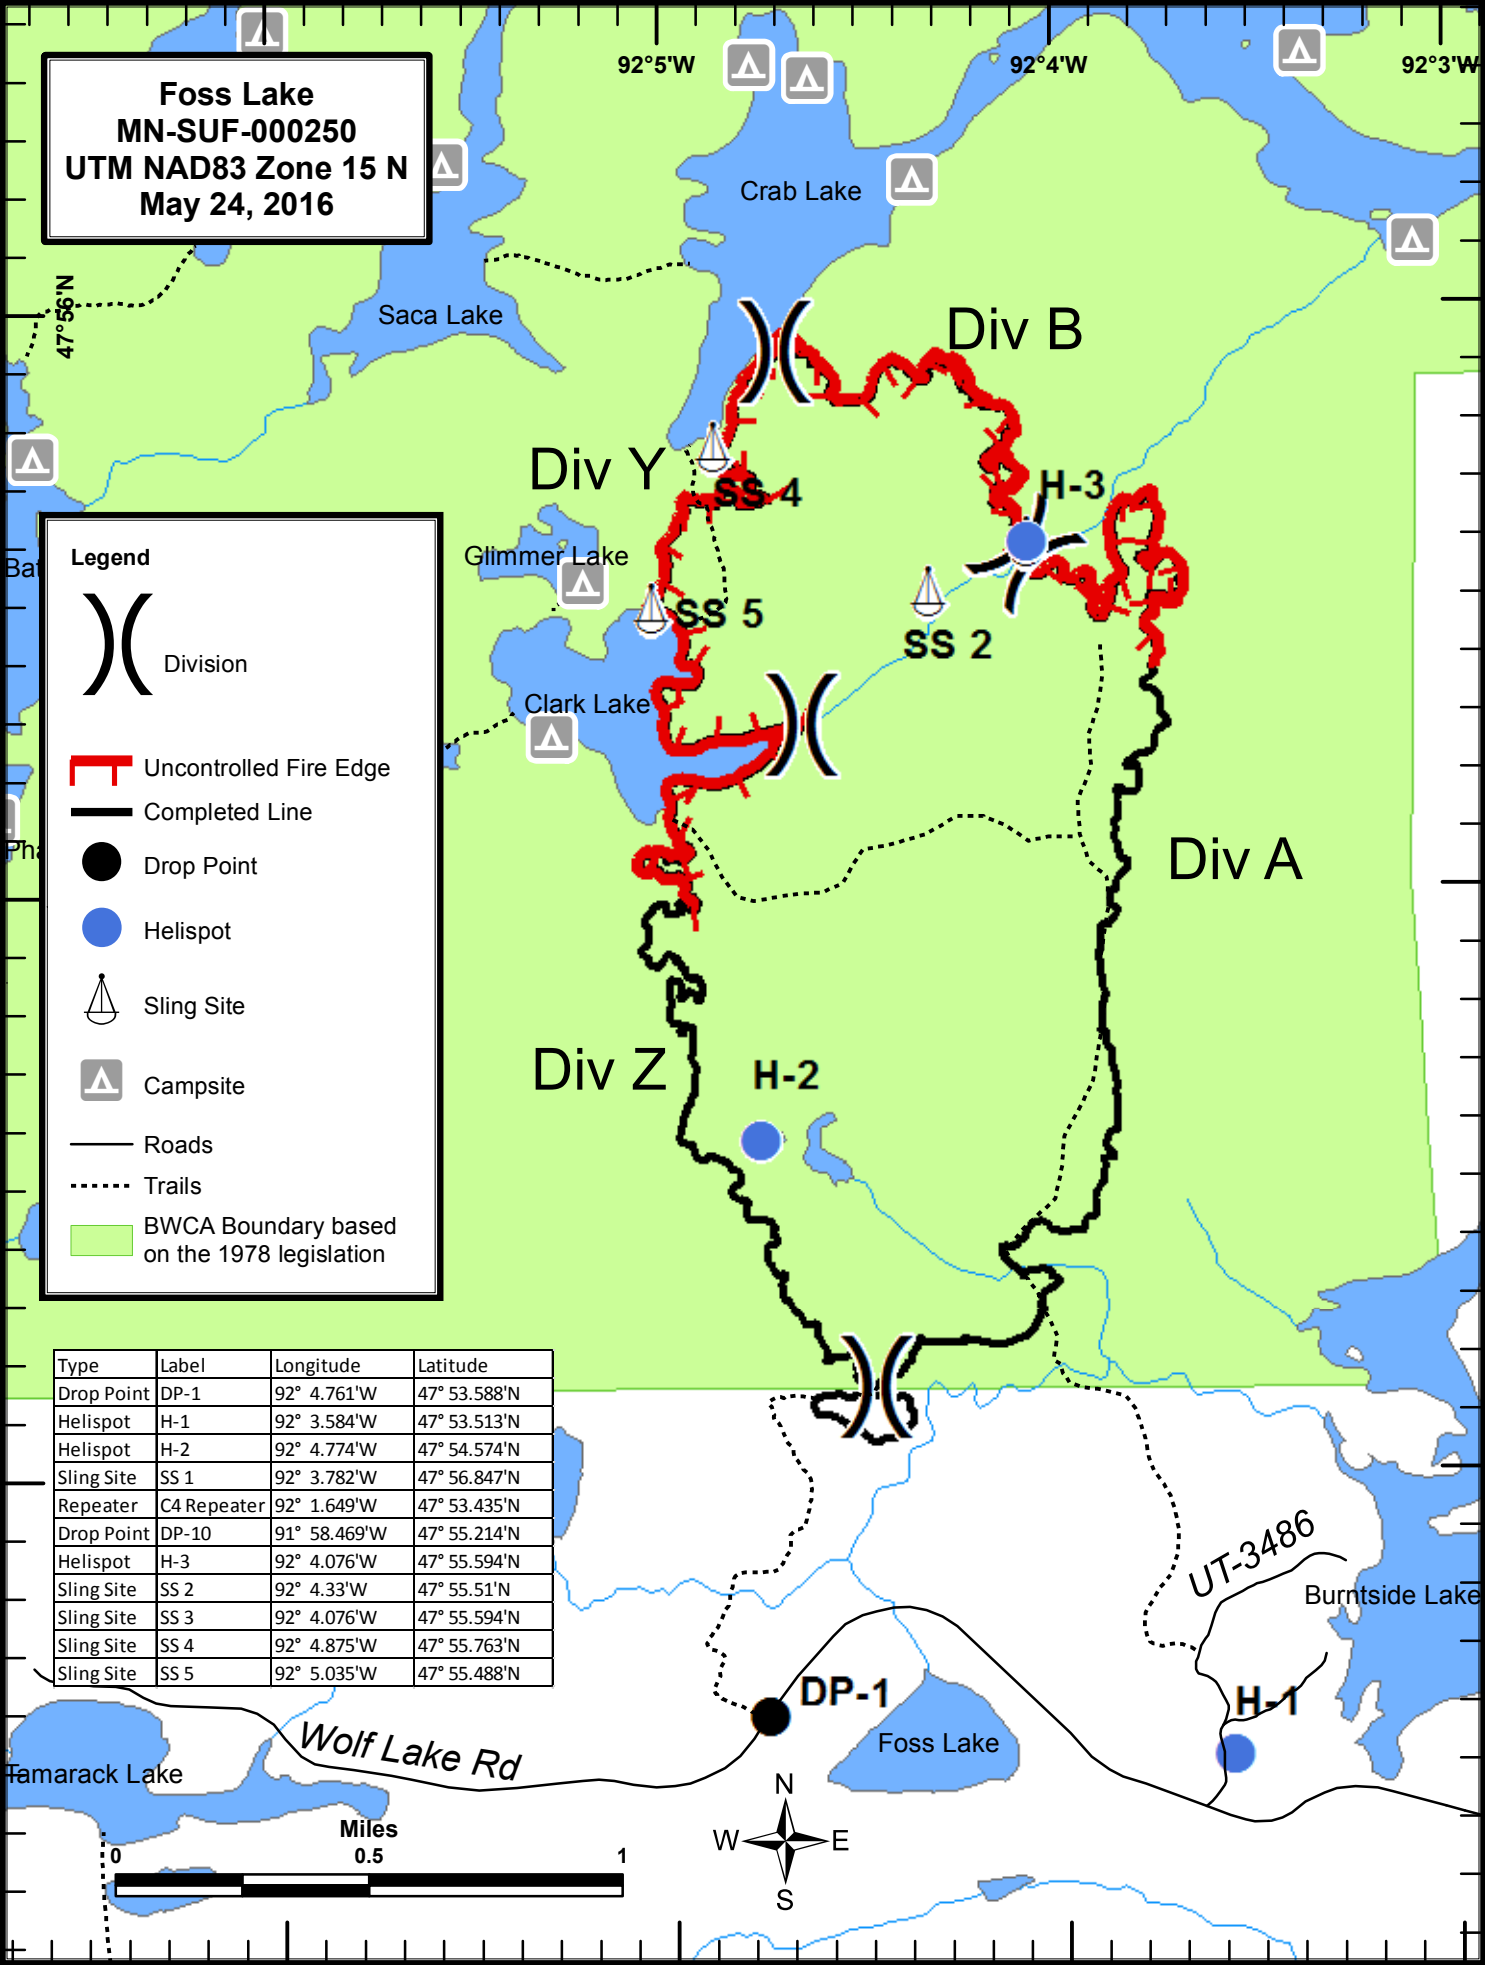 Foss Lake
MN-SUF-000250
UTM NAD83 Zone 15 N
May 24, 2016
92°5'W
92°4'W
92°3'W
47°56'N
Crab Lake
Saca Lake
Div B
Div Y
SS 4
H-3
Glimmer Lake
SS 5
SS 2
Clark Lake
Div A
Div Z
H-2
Legend
Division
Uncontrolled Fire Edge
Completed Line
Drop Point
Helispot
Sling Site
Campsite
Roads
Trails
BWCA Boundary based
on the 1978 legislation
Bat
Pha
Type Label Longitude Latitude
Drop Point DP-1 92° 4.761'W 47° 53.588'N
Helispot H-1 92° 3.584'W 47° 53.513'N
Helispot H-2 92° 4.774'W 47° 54.574'N
Sling Site SS 1 92° 3.782'W 47° 56.847'N
Repeater C4 Repeater 92° 1.649'W 47° 53.435'N
Drop Point DP-10 91° 58.469'W 47° 55.214'N
Helispot H-3 92° 4.076'W 47° 55.594'N
Sling Site SS 2 92° 4.33'W 47° 55.51'N
Sling Site SS 3 92° 4.076'W 47° 55.594'N
Sling Site SS 4 92° 4.875'W 47° 55.763'N
Sling Site SS 5 92° 5.035'W 47° 55.488'N
UT-3486
Burntside Lake
DP-1
H-1
Wolf Lake Rd
Foss Lake
Tamarack Lake
N
W E
S
Miles
0 0.5 1